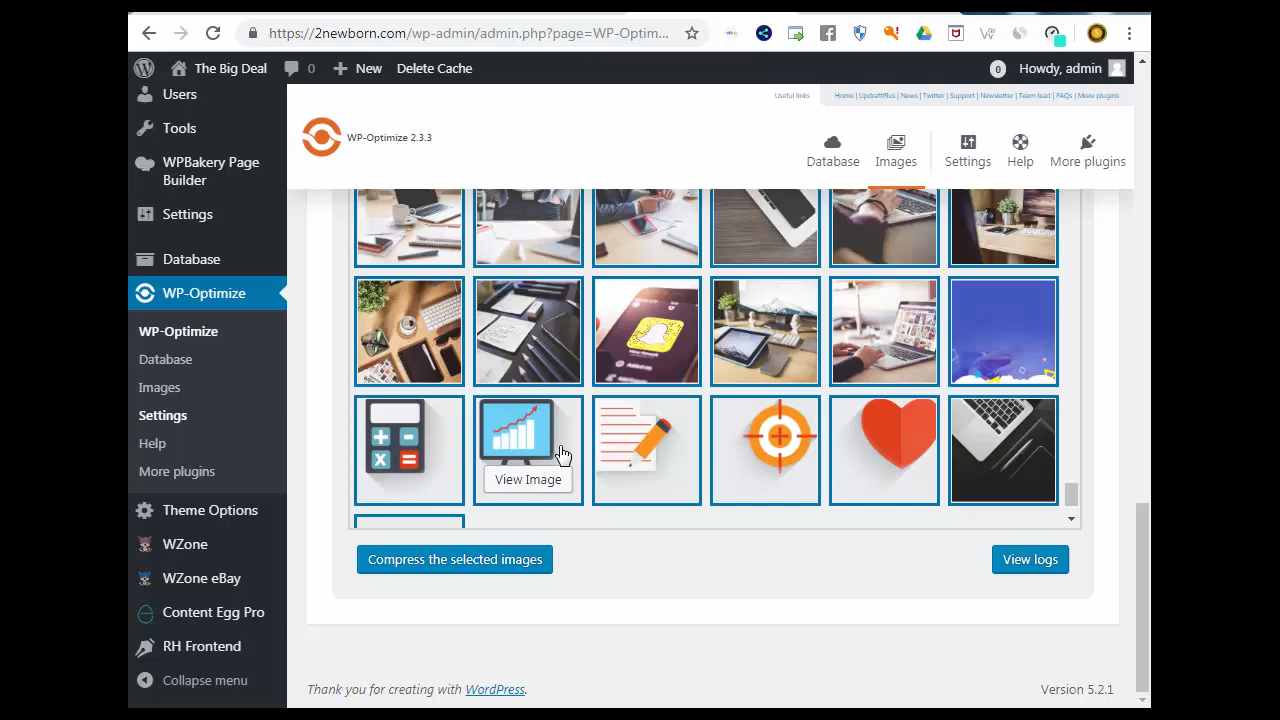 https://2newborn.com/wp-admin/admin.php?page=WP-Optim...
The Big Deal
0
New
Delete Cache
0
Howdy, admin
Users
Tools
WPBakery Page
Builder
Settings
Database
WP-Optimize
WP-Optimize
Database
Images
Settings
Help
More plugins
Theme Options
WZone
WZone eBay
Content Egg Pro
RH Frontend
Collapse menu
Useful links
Home | UpdraftPlus | News | Twitter | Support | Newsletter | Team lead | FAQs | More plugins
WP-Optimize 2.3.3
Database
Images
Settings
Help
More plugins
View Image
Compress the selected images
View logs
Thank you for creating with WordPress.
Version 5.2.1